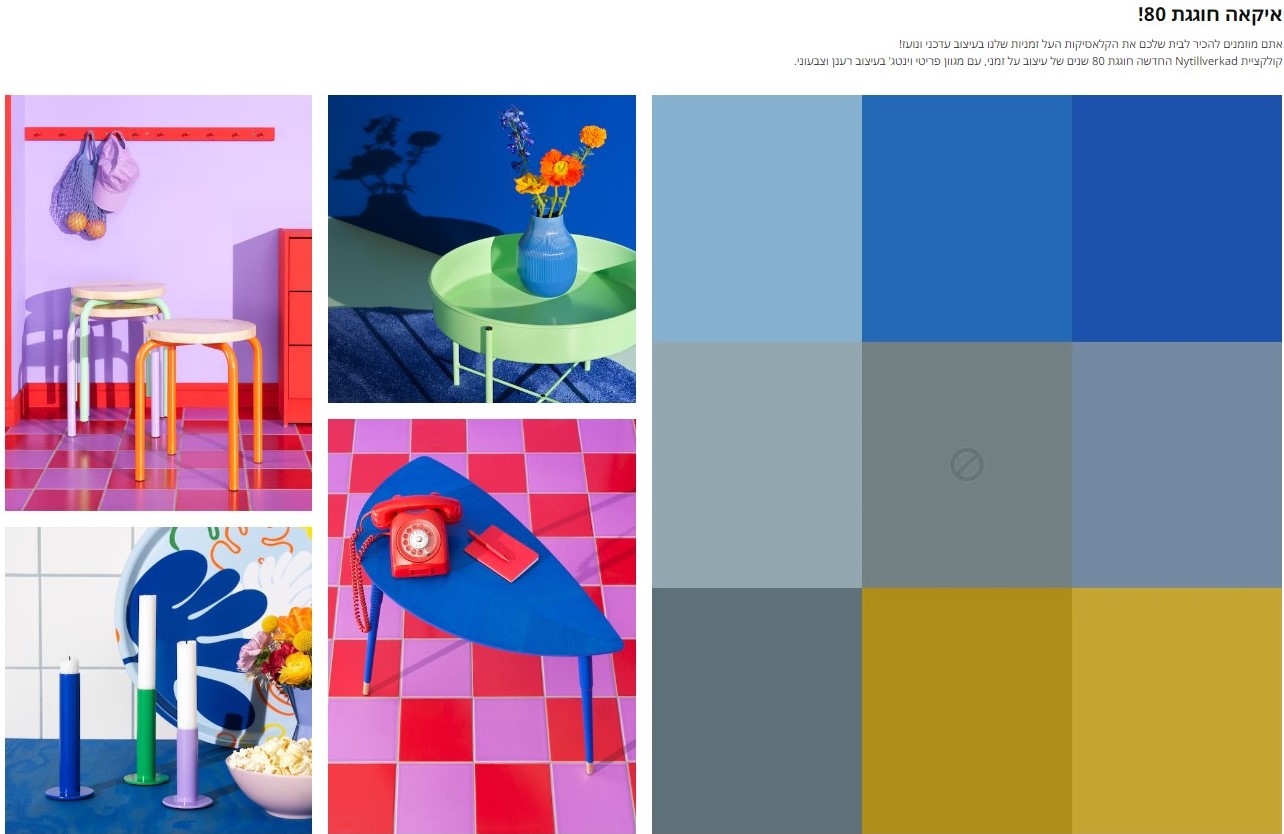 איקאה חוגגת 80!
אתם מוזמנים להכיר לבית שלכם את הקלאסיקות העל זמניות שלנו בעיצוב עדכני ונועז!
קולקציית Nytillverkad החדשה חוגגת 80 שנים של עיצוב על זמני, עם מגוון פריטי וינטג' בעיצוב רענן וצבעוני.